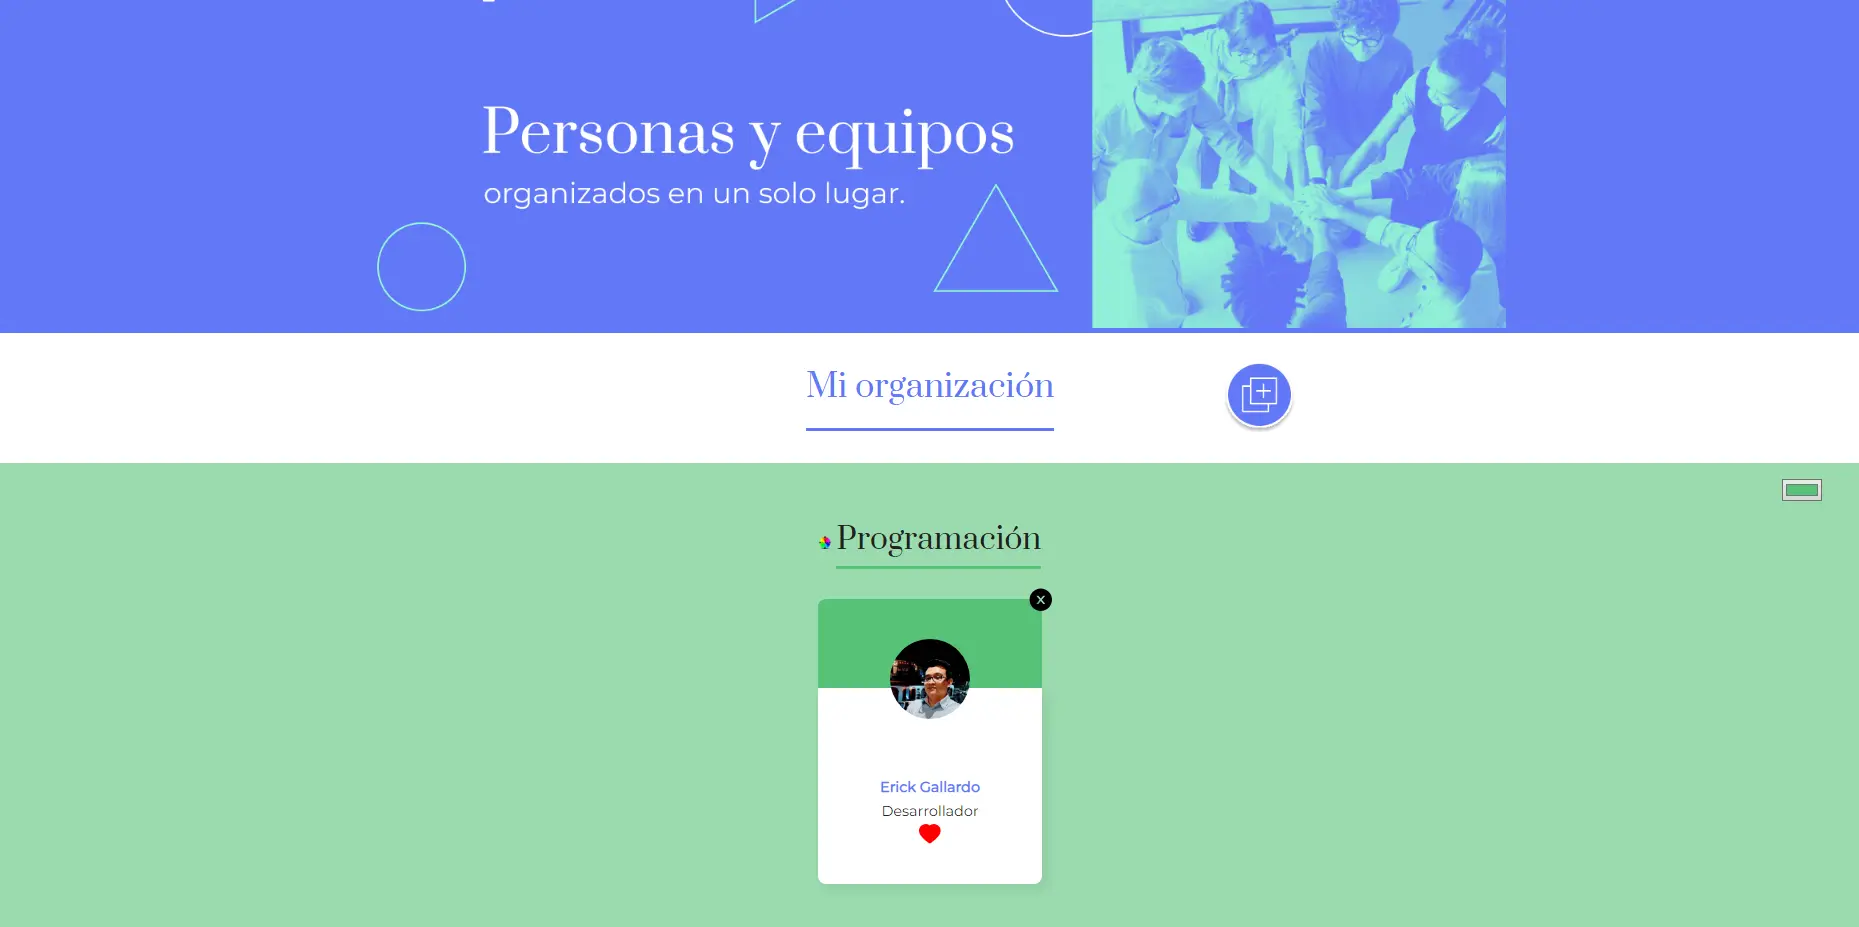 Personas y equipos
organizados en un solo lugar.
Mi organización
Programación
X
Erick Gallardo
Desarrollador